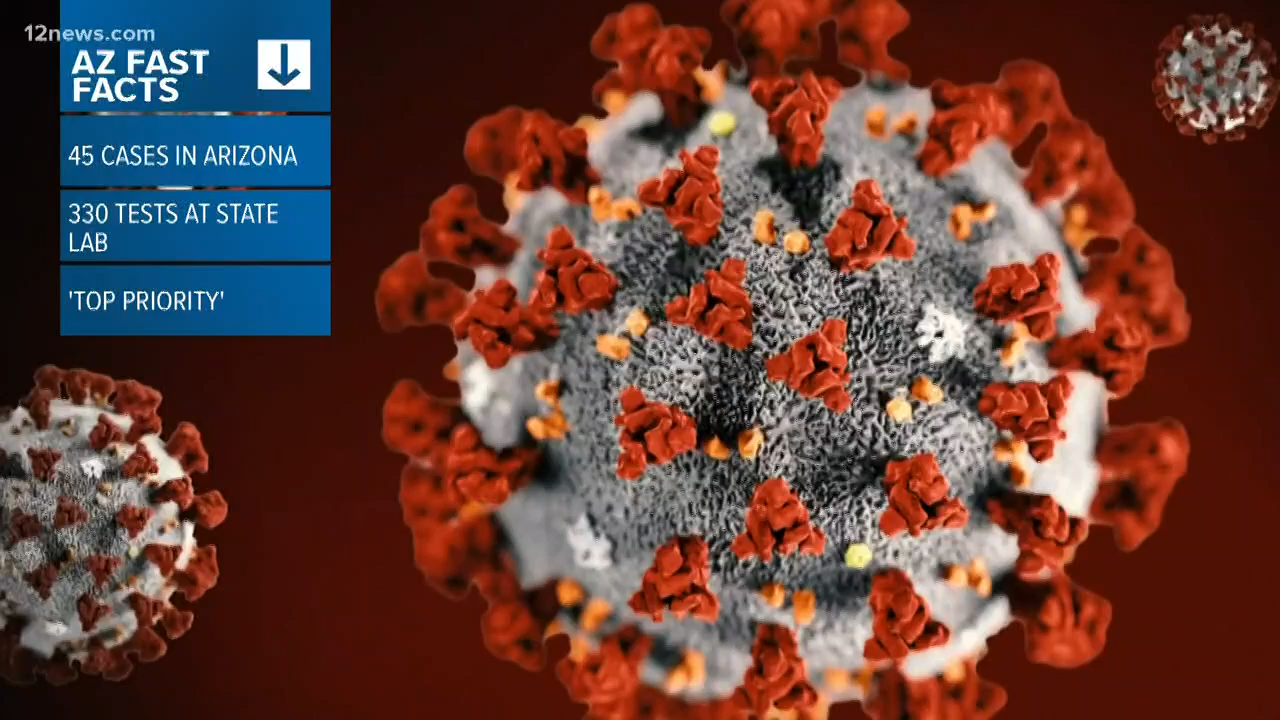 12news.com
AZ FAST
FACTS
45 CASES IN ARIZONA
330 TESTS AT STATE
LAB
'TOP PRIORITY'